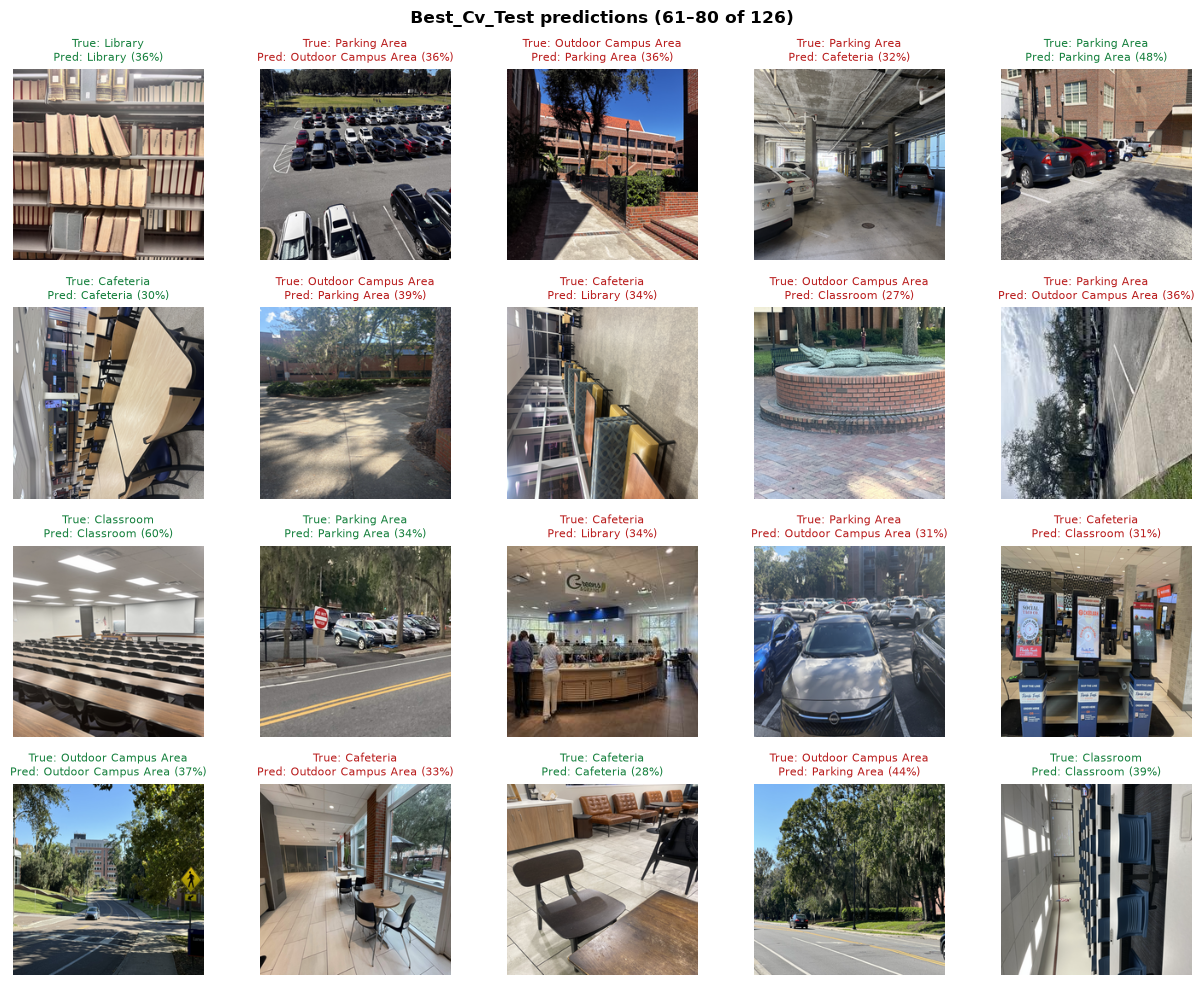 Best_Cv_Test predictions (61–80 of 126)
True: Library
Pred: Library (36%)
True: Parking Area
Pred: Outdoor Campus Area (36%)
True: Outdoor Campus Area
Pred: Parking Area (36%)
True: Parking Area
Pred: Cafeteria (32%)
True: Parking Area
Pred: Parking Area (48%)
True: Cafeteria
Pred: Cafeteria (30%)
True: Outdoor Campus Area
Pred: Parking Area (39%)
True: Cafeteria
Pred: Library (34%)
True: Outdoor Campus Area
Pred: Classroom (27%)
True: Parking Area
Pred: Outdoor Campus Area (36%)
True: Classroom
Pred: Classroom (60%)
True: Parking Area
Pred: Parking Area (34%)
True: Cafeteria
Pred: Library (34%)
Greens
True: Parking Area
Pred: Outdoor Campus Area (31%)
True: Cafeteria
Pred: Classroom (31%)
True: Outdoor Campus Area
Pred: Outdoor Campus Area (37%)
True: Cafeteria
Pred: Outdoor Campus Area (33%)
True: Cafeteria
Pred: Cafeteria (28%)
True: Outdoor Campus Area
Pred: Parking Area (44%)
True: Classroom
Pred: Classroom (39%)